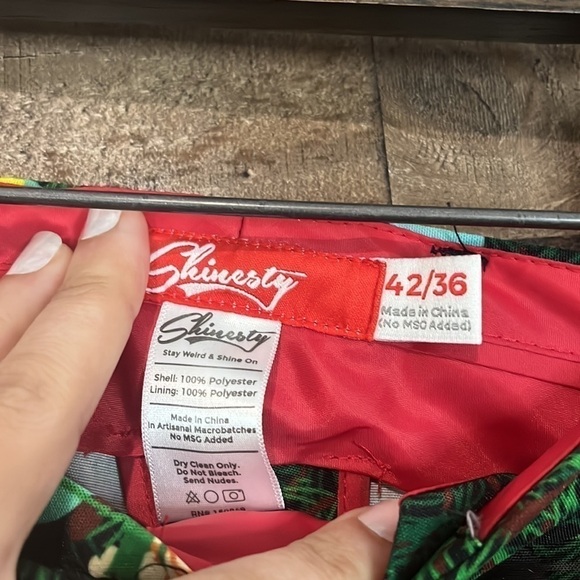 Shinesty
42/36
Made in China
(No MSG Added)
Shinesty
Stay Weird & Shine On
Shell: 100% Polyester
Lining: 100% Polyester
Made in China
in Artisanal Macrobatches
No MSG Added
Dry Clean Only.
Do Not Bleach.
Send Nudes.